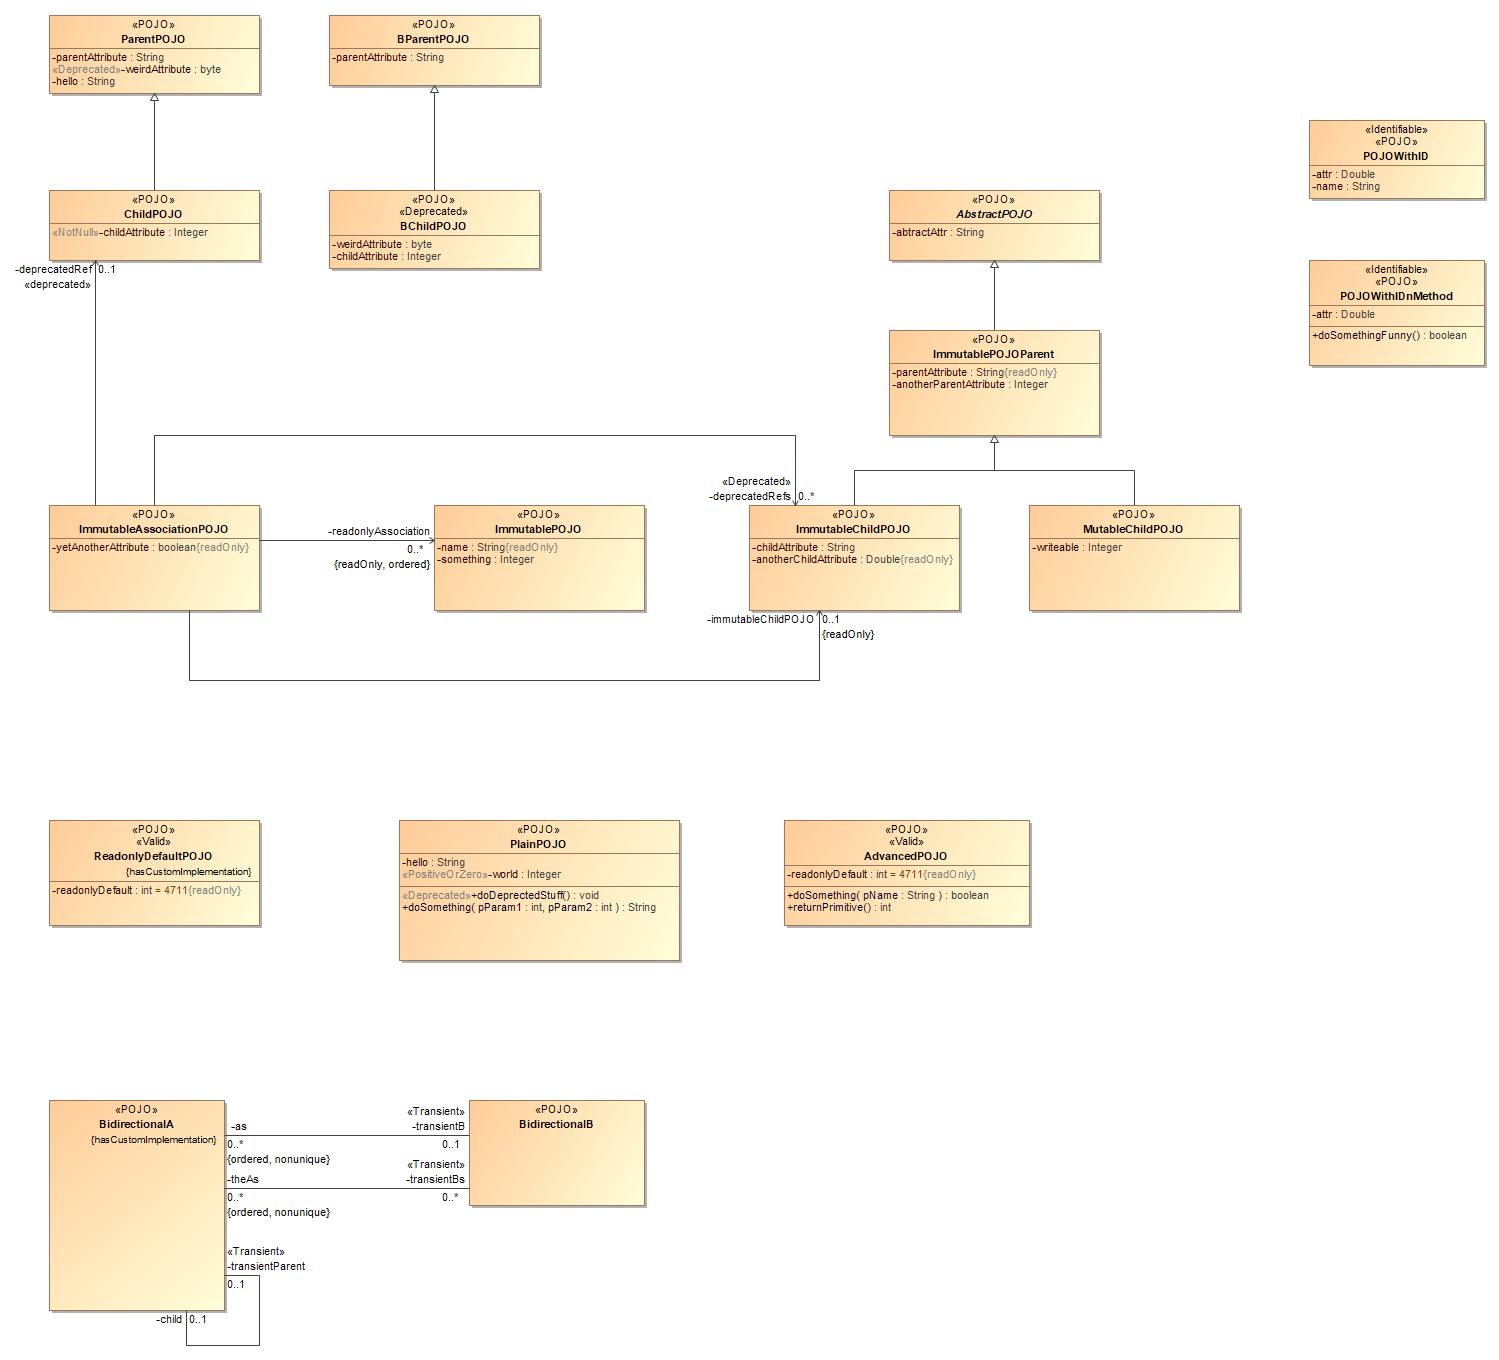 «POJO»
ParentPOJO
-parentAttribute : String
«Deprecated»-weirdAttribute : byte
-hello : String
«POJO»
BParentPOJO
-parentAttribute : String
«Identifiable»
«POJO»
POJOWithID
-attr : Double
-name : String
«POJO»
ChildPOJO
«NotNull»-childAttribute : Integer
«POJO»
«Deprecated»
BChildPOJO
-weirdAttribute : byte
-childAttribute : Integer
«POJO»
AbstractPOJO
-abtractAttr : String
-deprecatedRef 0..1
«deprecated»
«Identifiable»
«POJO»
POJOWithIDnMethod
-attr : Double
+doSomethingFunny() : boolean
«POJO»
ImmutablePOJOParent
-parentAttribute : String{readOnly}
-anotherParentAttribute : Integer
«Deprecated»
-deprecatedRefs 0..*
«POJO»
ImmutableAssociationPOJO
-yetAnotherAttribute : boolean{readOnly}
-readonlyAssociation
0..*
{readOnly, ordered}
«POJO»
ImmutablePOJO
-name : String{readOnly}
-something : Integer
«POJO»
ImmutableChildPOJO
-childAttribute : String
-anotherChildAttribute : Double{readOnly}
«POJO»
MutableChildPOJO
-writeable : Integer
-immutableChildPOJO 0..1
{readOnly}
«POJO»
«Valid»
ReadonlyDefaultPOJO
{hasCustomImplementation}
-readonlyDefault : int = 4711{readOnly}
«POJO»
PlainPOJO
-hello : String
«PositiveOrZero»-world : Integer
«Deprecated»+doDeprectedStuff() : void
+doSomething( pParam1 : int, pParam2 : int ) : String
«POJO»
«Valid»
AdvancedPOJO
-readonlyDefault : int = 4711{readOnly}
+doSomething( pName : String ) : boolean
+returnPrimitive() : int
«POJO»
BidirectionalA
{hasCustomImplementation}
-as
0..*
{ordered, nonunique}
«Transient»
-transientB
0..1
-theAs
0..*
{ordered, nonunique}
«Transient»
-transientBs
0..*
«POJO»
BidirectionalB
«Transient»
-transientParent
0..1
-child 0..1